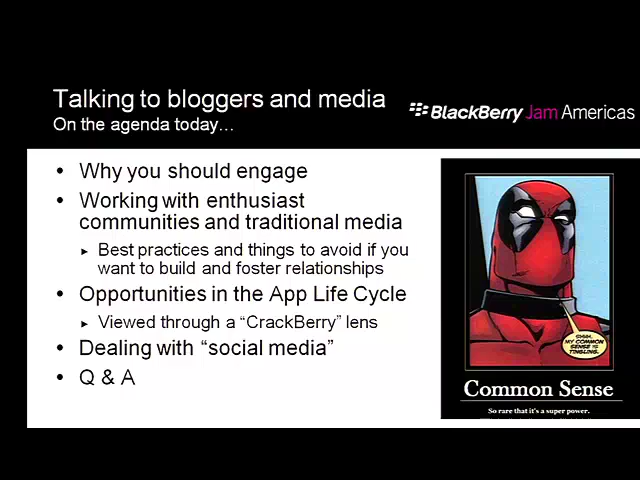 Talking to bloggers and media
On the agenda today...
BlackBerry Jam Americas
• Why you should engage
• Working with enthusiast
communities and traditional media
► Best practices and things to avoid if you
want to build and foster relationships
• Opportunities in the App Life Cycle
► Viewed through a “CrackBerry” lens
• Dealing with “social media”
• Q & A
SHHH,
MY COMMON
SENSE IS
TINGLING.
Common Sense
So rare that it's a super power.